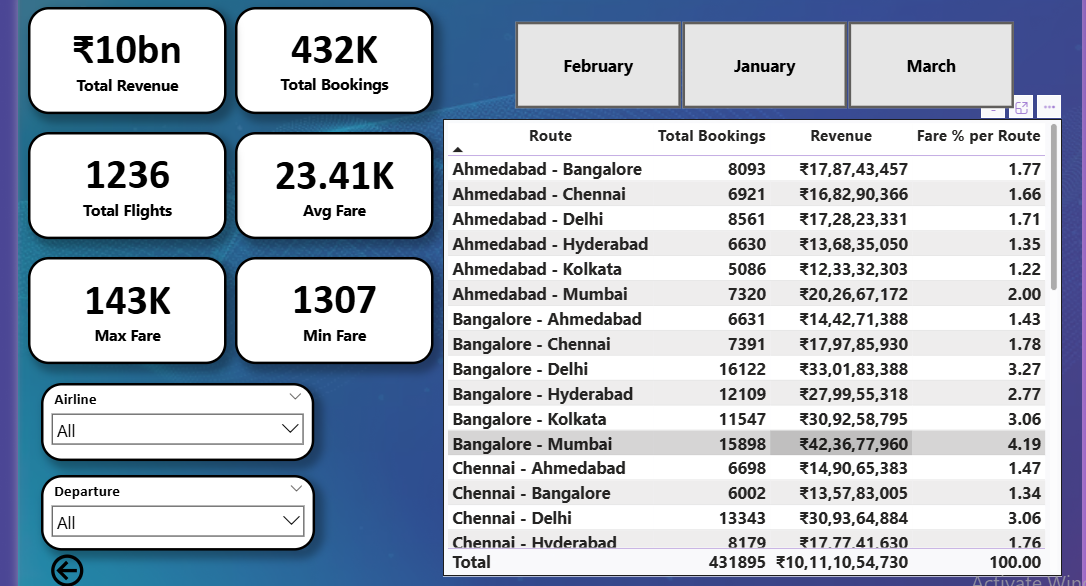 ₹10bn
Total Revenue
432K
Total Bookings
1236
Total Flights
23.41K
Avg Fare
143K
Max Fare
1307
Min Fare
Airline
All
Departure
All
February January March
Route Total Bookings Revenue Fare % per Route
Ahmedabad - Bangalore 8093 ₹17,87,43,457 1.77
Ahmedabad - Chennai 6921 ₹16,82,90,366 1.66
Ahmedabad - Delhi 8561 ₹17,28,23,331 1.71
Ahmedabad - Hyderabad 6630 ₹13,68,35,050 1.35
Ahmedabad - Kolkata 5086 ₹12,33,32,303 1.22
Ahmedabad - Mumbai 7320 ₹20,26,67,172 2.00
Bangalore - Ahmedabad 6631 ₹14,42,71,388 1.43
Bangalore - Chennai 7391 ₹17,97,85,930 1.78
Bangalore - Delhi 16122 ₹33,01,83,388 3.27
Bangalore - Hyderabad 12109 ₹27,99,55,318 2.77
Bangalore - Kolkata 11547 ₹30,92,58,795 3.06
Bangalore - Mumbai 15898 ₹42,36,77,960 4.19
Chennai - Ahmedabad 6698 ₹14,90,65,383 1.47
Chennai - Bangalore 6002 ₹13,57,83,005 1.34
Chennai - Delhi 13343 ₹30,93,64,884 3.06
Chennai - Hyderabad 8179 ₹17,77,41,630 1.76
Total 431895 ₹10,11,10,54,730 100.00
Activate Win